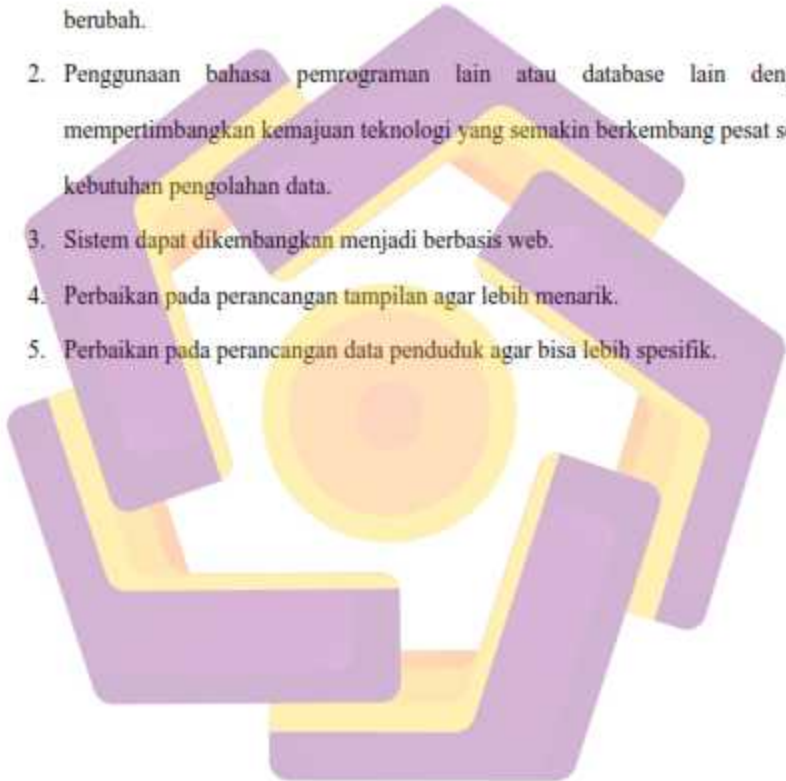 berubah.
2. Penggunaan bahasa pemrograman lain atau database lain den
mempertimbangkan kemajuan teknologi yang semakin berkembang pesat s
kebutuhan pengolahan data.
3. Sistem dapat dikembangkan menjadi berbasis web.
4. Perbaikan pada perancangan tampilan agar lebih menarik.
5. Perbaikan pada perancangan data penduduk agar bisa lebih spesifik.